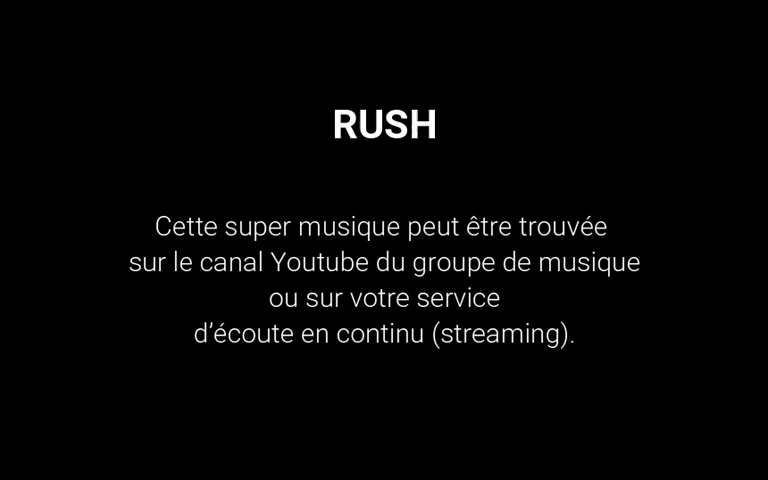 RUSH
Cette super musique peut être trouvée
sur le canal Youtube du groupe de musique
ou sur votre service
d’écoute en continu (streaming).